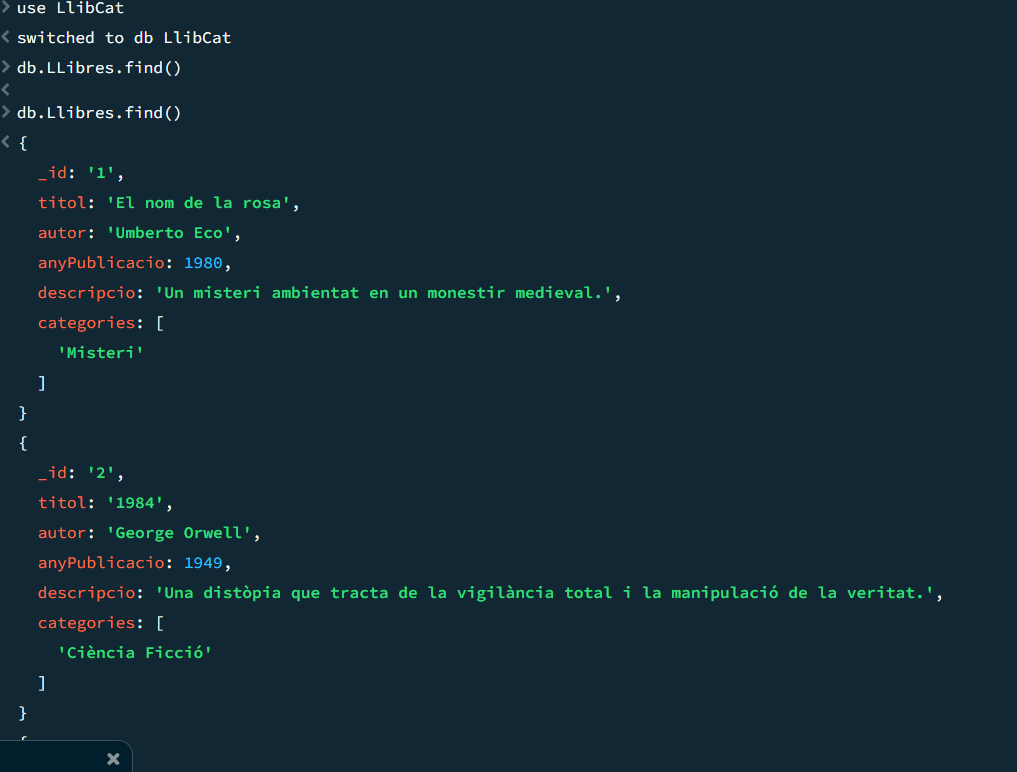 > use LlibCat
< switched to db LlibCat
> db.LLibres.find()
<
> db.Llibres.find()
< {
_id: '1',
titol: 'El nom de la rosa',
autor: 'Umberto Eco',
anyPublicacio: 1980,
descripcio: 'Un misteri ambientat en un monestir medieval.',
categories: [
'Misteri'
]
}
{
_id: '2',
titol: '1984',
autor: 'George Orwell',
anyPublicacio: 1949,
descripcio: 'Una distòpia que tracta de la vigilància total i la manipulació de la veritat.',
categories: [
'Ciència Ficció'
]
}